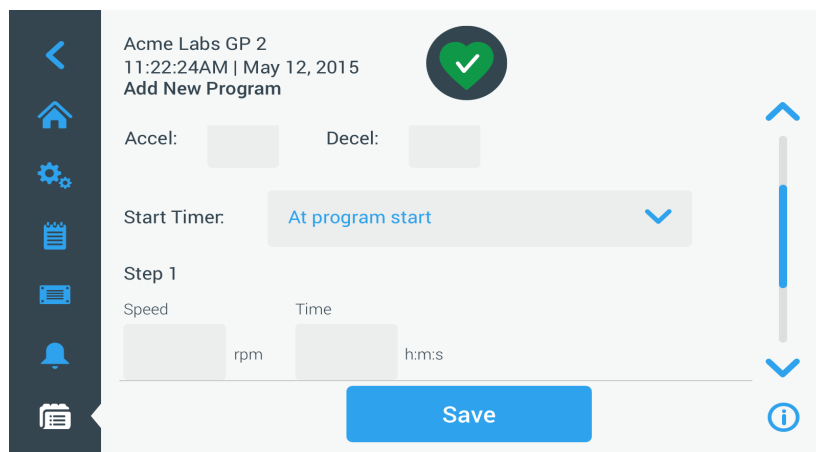 Acme Labs GP 2
11:22:24AM | May 12, 2015
Add New Program
Accel: Decel:
Start Timer: At program start
Step 1
Speed Time
rpm h:m:s
Save